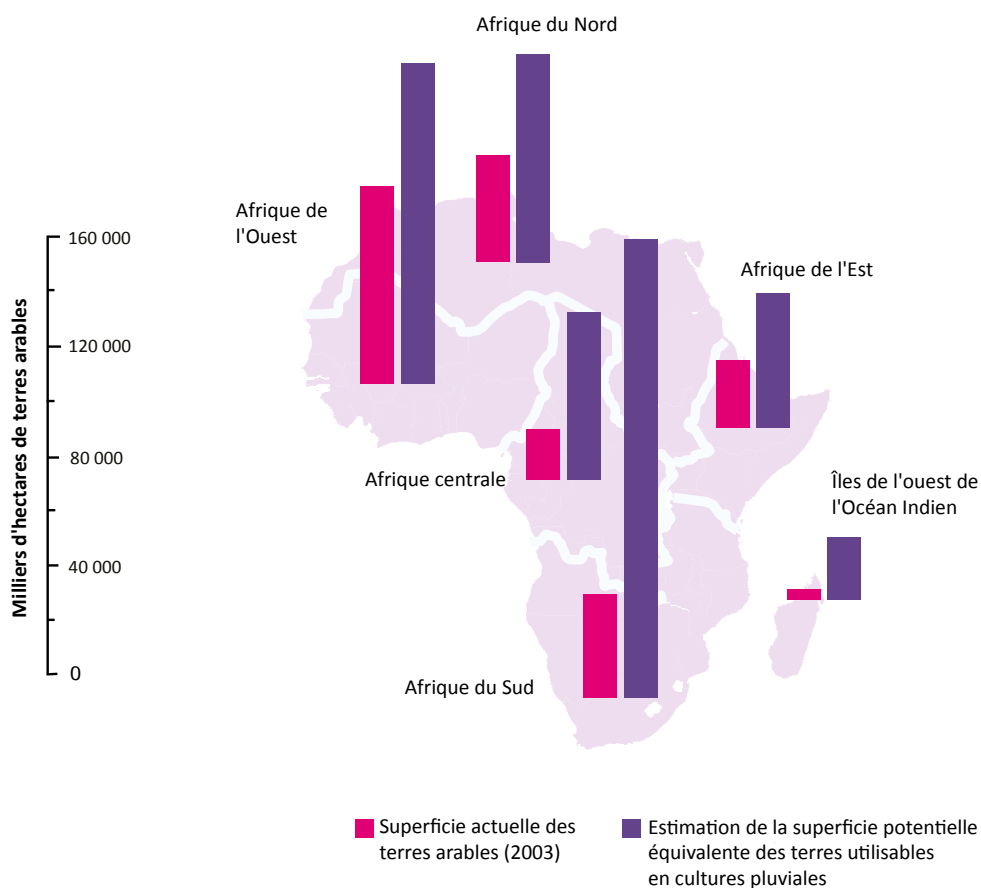 Afrique du Nord
Afrique de
l'Ouest
Afrique de l'Est
Afrique centrale
Îles de l'ouest de
l'Océan Indien
Afrique du Sud
Milliers d'hectares de terres arables
160 000
120 000
80 000
40 000
0
Superficie actuelle des
terres arables (2003)
Estimation de la superficie potentielle
équivalente des terres utilisables
en cultures pluviales